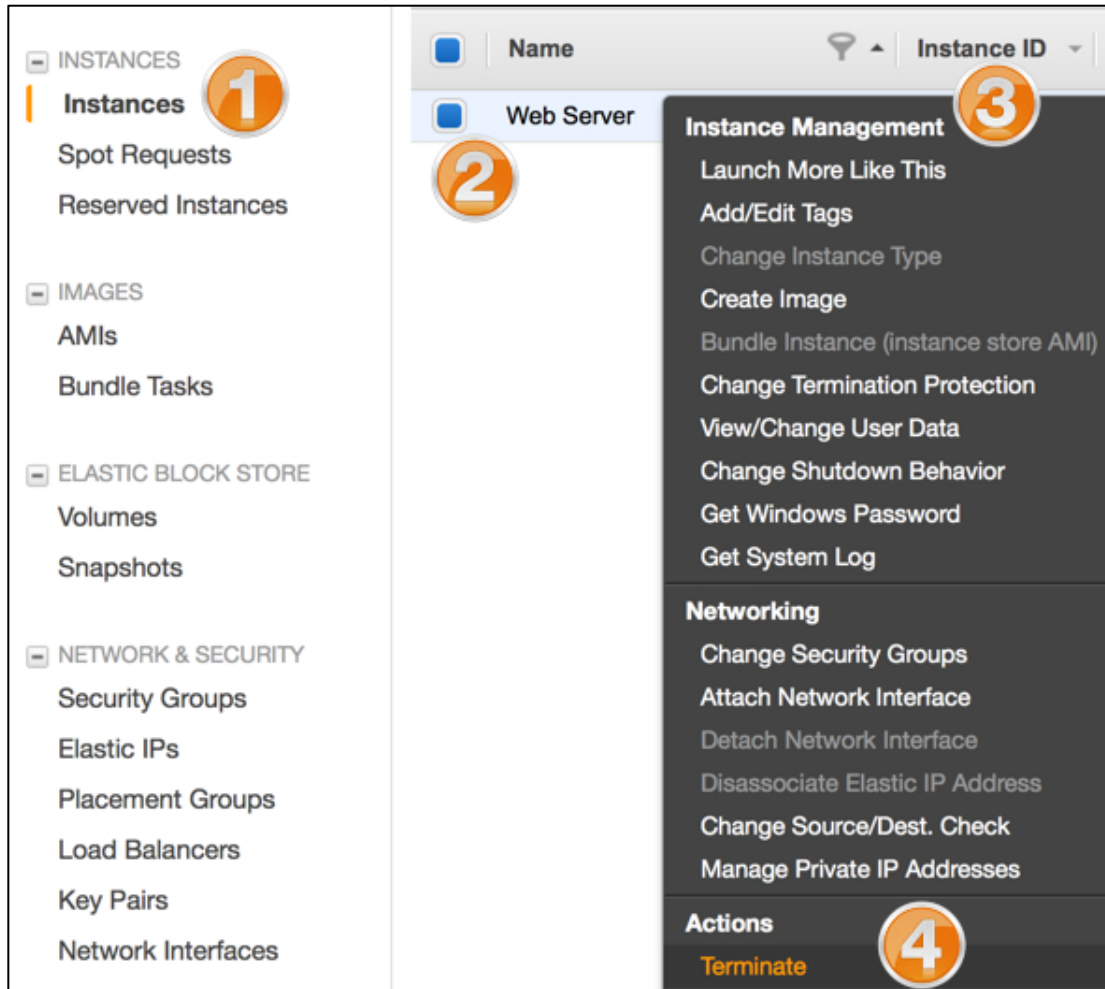 INSTANCES
Instances
1
Spot Requests
Reserved Instances
IMAGES
AMIs
Bundle Tasks
ELASTIC BLOCK STORE
Volumes
Snapshots
NETWORK & SECURITY
Security Groups
Elastic IPs
Placement Groups
Load Balancers
Key Pairs
Network Interfaces
Name
Instance ID
Web Server
2
3
Instance Management
Launch More Like This
Add/Edit Tags
Change Instance Type
Create Image
Bundle Instance (instance store AMI)
Change Termination Protection
View/Change User Data
Change Shutdown Behavior
Get Windows Password
Get System Log
Networking
Change Security Groups
Attach Network Interface
Detach Network Interface
Disassociate Elastic IP Address
Change Source/Dest. Check
Manage Private IP Addresses
Actions
4
Terminate